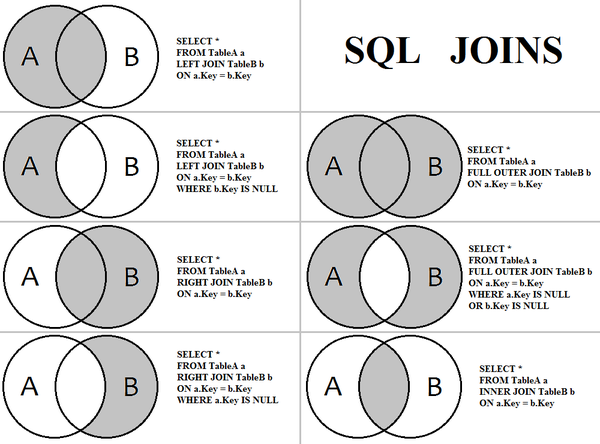 A B
SELECT *
FROM TableA a
LEFT JOIN TableB b
ON a.Key = b.Key
SQL JOINS
A B
SELECT *
FROM TableA a
LEFT JOIN TableB b
ON a.Key = b.Key
WHERE b.Key IS NULL
A B
SELECT *
FROM TableA a
FULL OUTER JOIN TableB b
ON a.Key = b.Key
A B
SELECT *
FROM TableA a
RIGHT JOIN TableB b
ON a.Key = b.Key
A B
SELECT *
FROM TableA a
FULL OUTER JOIN TableB b
ON a.Key = b.Key
WHERE a.Key IS NULL
OR b.Key IS NULL
A B
SELECT *
FROM TableA a
RIGHT JOIN TableB b
ON a.Key = b.Key
WHERE a.Key IS NULL
A B
SELECT *
FROM TableA a
INNER JOIN TableB b
ON a.Key = b.Key